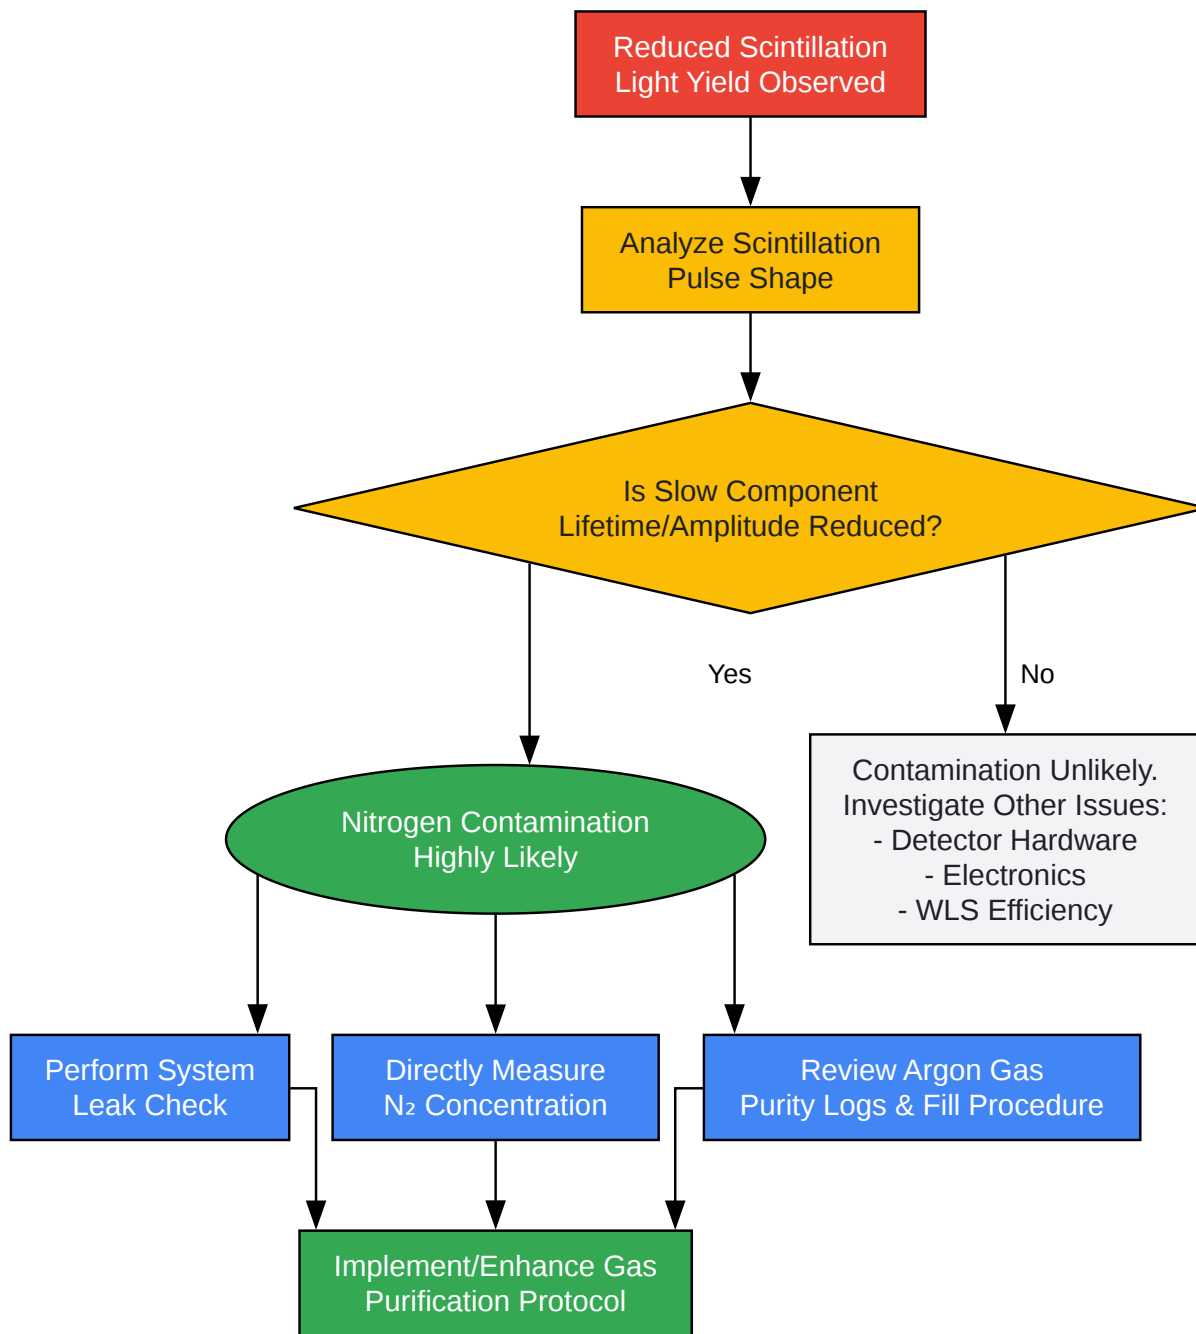 Reduced Scintillation
Light Yield Observed
Analyze Scintillation
Pulse Shape
Is Slow Component
Lifetime/Amplitude Reduced?
Yes
No
Nitrogen Contamination
Highly Likely
Contamination Unlikely.
Investigate Other Issues:
- Detector Hardware
- Electronics
- WLS Efficiency
Perform System
Leak Check
Directly Measure
N₂ Concentration
Review Argon Gas
Purity Logs & Fill Procedure
Implement/Enhance Gas
Purification Protocol